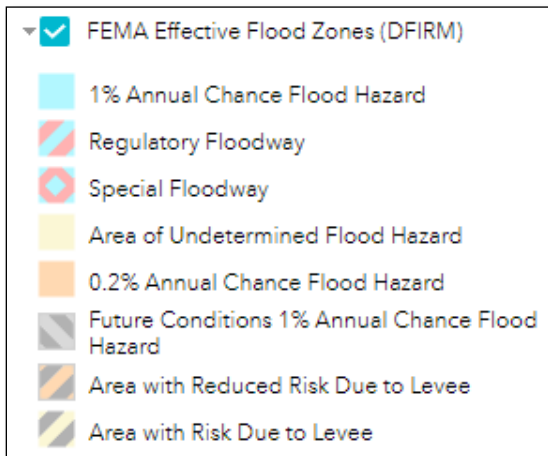 FEMA Effective Flood Zones (DFIRM)
1% Annual Chance Flood Hazard
Regulatory Floodway
Special Floodway
Area of Undetermined Flood Hazard
0.2% Annual Chance Flood Hazard
Future Conditions 1% Annual Chance Flood
Hazard
Area with Reduced Risk Due to Levee
Area with Risk Due to Levee